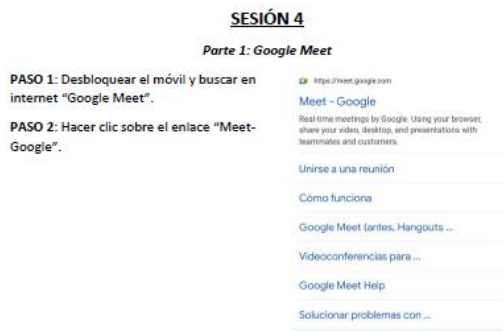 SESIÓN 4
Parte 1: Google Meet
PASO 1: Desbloquear el móvil y buscar en
internet “Google Meet”.
PASO 2: Hacer clic sobre el enlace “Meet-
Google”.
https://meet.google.com
Meet - Google
Real-time meetings by Google. Using your browser,
share your video, desktop, and presentations with
teammates and customers.
Unirse a una reunión
Cómo funciona
Google Meet (antes, Hangouts ...
Videoconferencias para ...
Google Meet Help
Solucionar problemas con ...